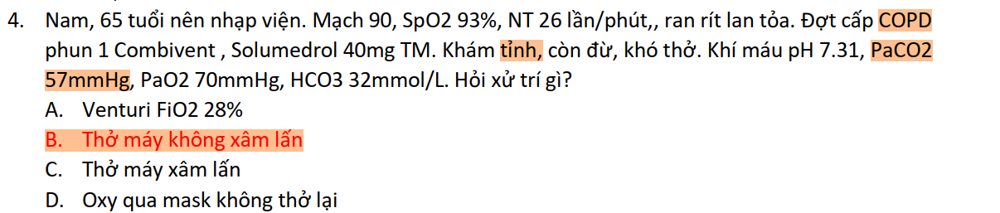 4. Nam, 65 tuổi nên nhạp viện. Mạch 90, SpO2 93%, NT 26 lần/phút,, ran rít lan tỏa. Đợt cấp COPD
phun 1 Combivent , Solumedrol 40mg TM. Khám tỉnh, còn đừ, khó thở. Khí máu pH 7.31, PaCO2
57mmHg, PaO2 70mmHg, HCO3 32mmol/L. Hỏi xử trí gì?
A. Venturi FiO2 28%
B. Thở máy không xâm lấn
C. Thở máy xâm lấn
D. Oxy qua mask không thở lại